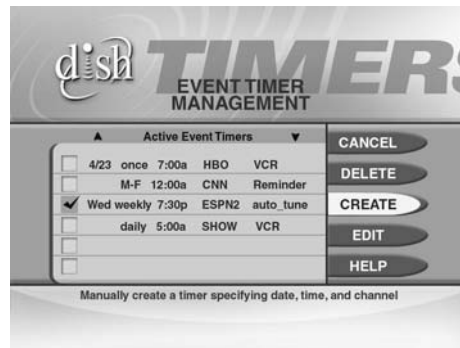 dish TIMERS
EVENT TIMER
MANAGEMENT
Active Event Timers
4/23 once 7:00a HBO VCR
M-F 12:00a CNN Reminder
Wed weekly 7:30p ESPN2 auto_tune
daily 5:00a SHOW VCR
CANCEL
DELETE
CREATE
EDIT
HELP
Manually create a timer specifying date, time, and channel